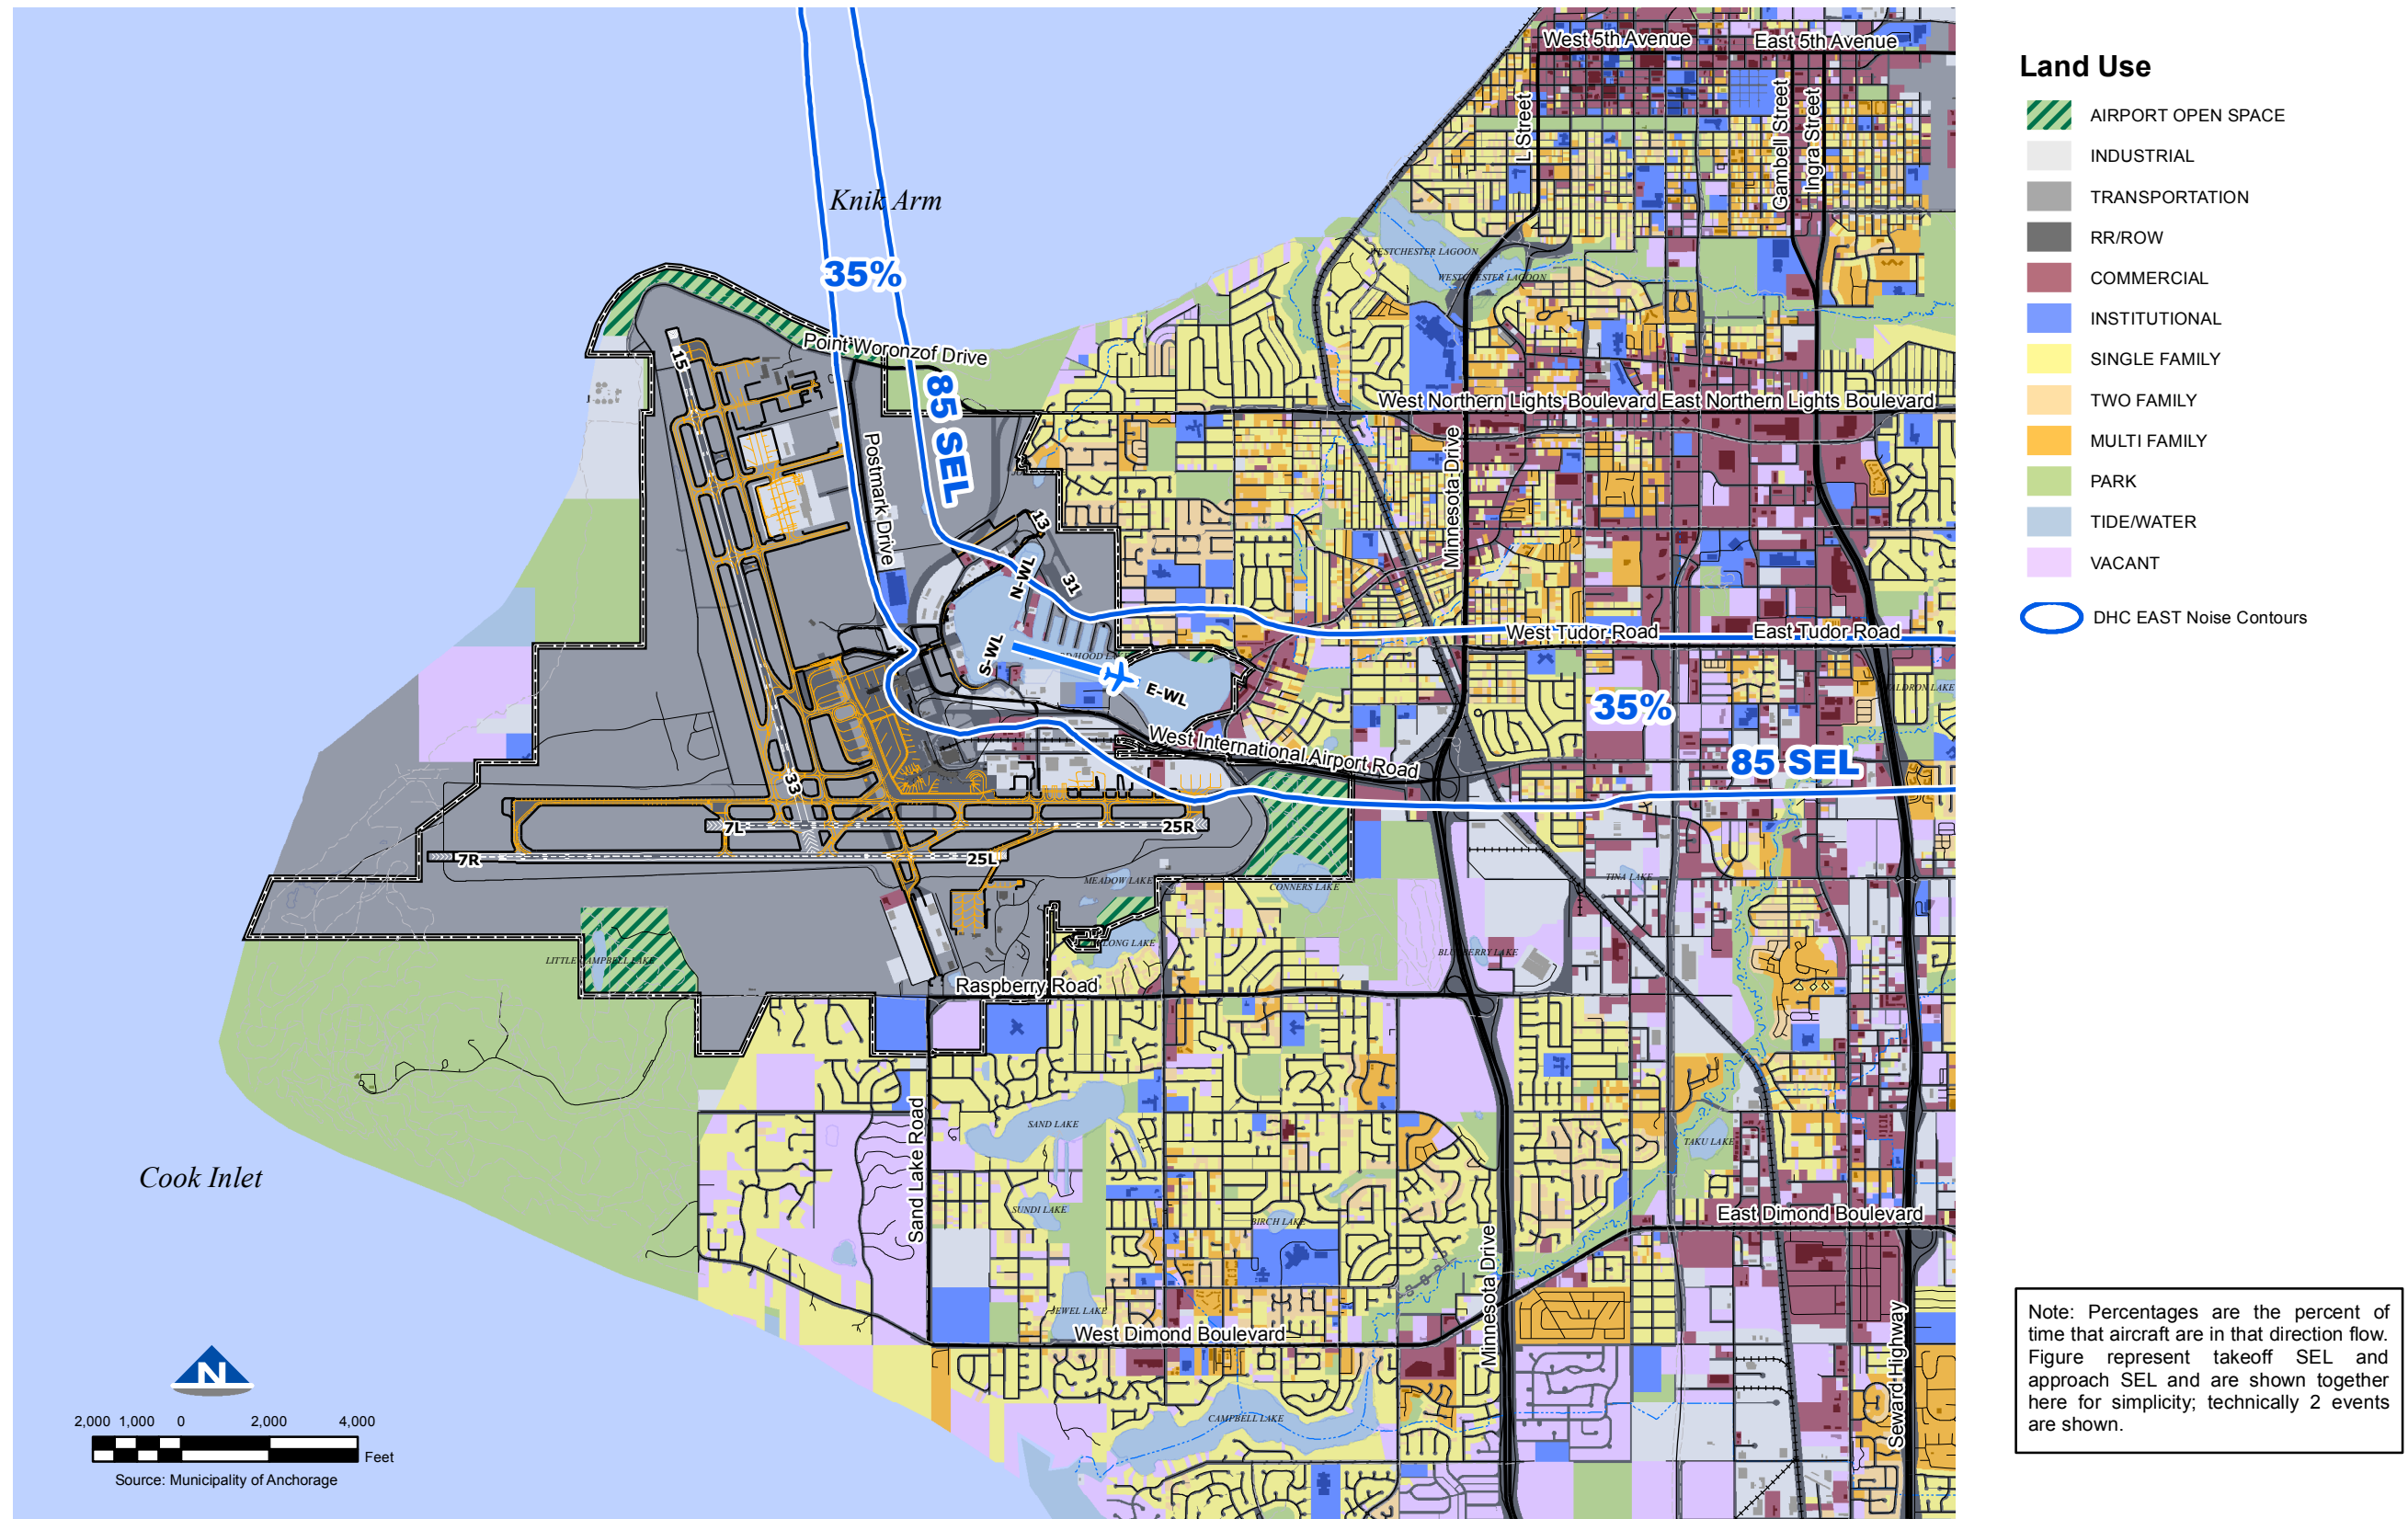 West 5th Avenue
East 5th Avenue
L Street
Gambell Street
Ingra Street
Knik Arm
35%
WESTCHESTER LAGOON
WESTCHESTER LAGOON
Point Woronzof Drive
15
85 SEL
West Northern Lights Boulevard
East Northern Lights Boulevard
Postmark Drive
Minnesota Drive
13
31
N-WL
S-WL
E-WL
West Tudor Road
East Tudor Road
35%
85 SEL
West International Airport Road
33
7L
25R
7R
25L
MEADOW LAKE
CONNERS LAKE
TINA LAKE
LONG LAKE
LITTLE CAMPBELL LAKE
BLUEBERRY LAKE
Raspberry Road
SAND LAKE
TAKU LAKE
Sand Lake Road
Cook Inlet
SUNDI LAKE
BIRCH LAKE
East Dimond Boulevard
Minnesota Drive
JEWEL LAKE
West Dimond Boulevard
Seward Highway
CAMPBELL LAKE
N
2,000 1,000 0 2,000 4,000
Feet
Source: Municipality of Anchorage
Land Use
AIRPORT OPEN SPACE
INDUSTRIAL
TRANSPORTATION
RR/ROW
COMMERCIAL
INSTITUTIONAL
SINGLE FAMILY
TWO FAMILY
MULTI FAMILY
PARK
TIDE/WATER
VACANT
DHC EAST Noise Contours
Note: Percentages are the percent of
time that aircraft are in that direction flow.
Figure represent takeoff SEL and
approach SEL and are shown together
here for simplicity; technically 2 events
are shown.